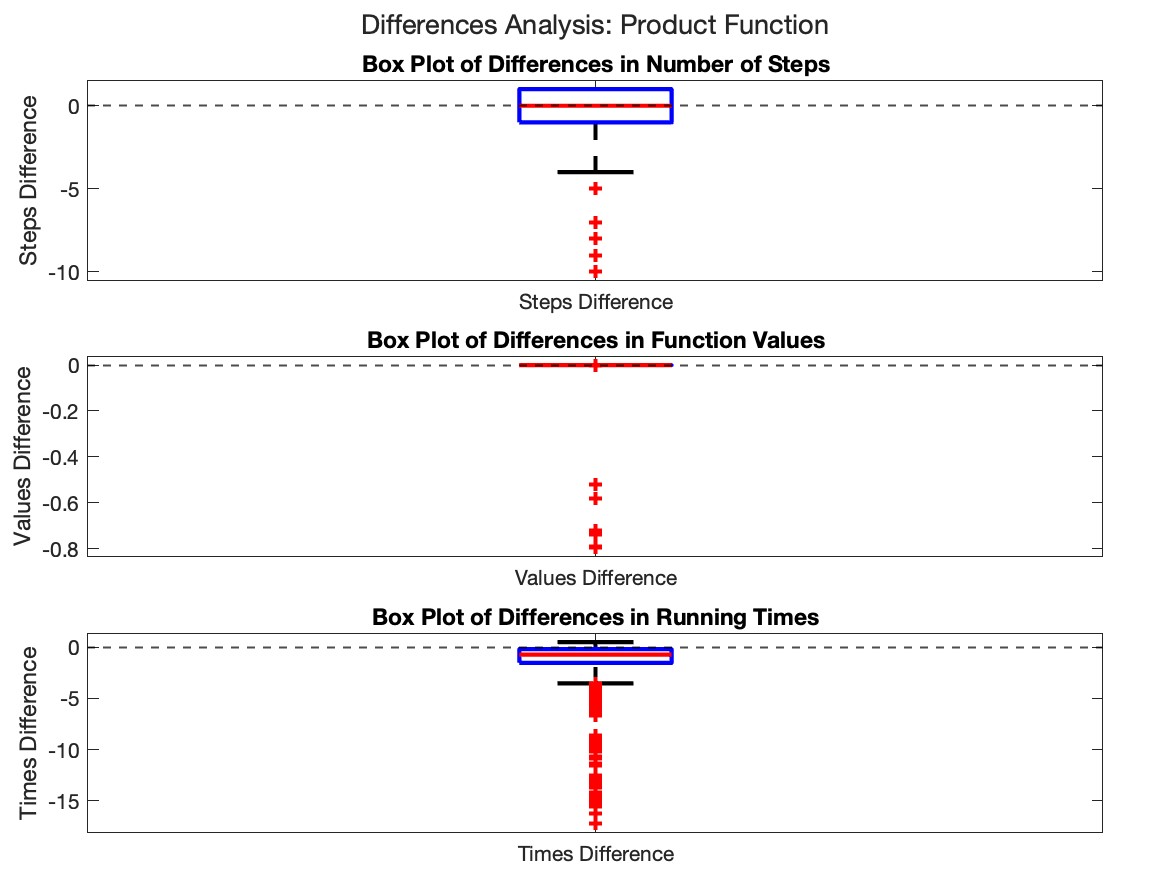 Differences Analysis: Product Function
Box Plot of Differences in Number of Steps
Steps Difference
0
-5
-10
Steps Difference
Box Plot of Differences in Function Values
Values Difference
0
-0.2
-0.4
-0.6
-0.8
Values Difference
Box Plot of Differences in Running Times
Times Difference
0
-5
-10
-15
Times Difference